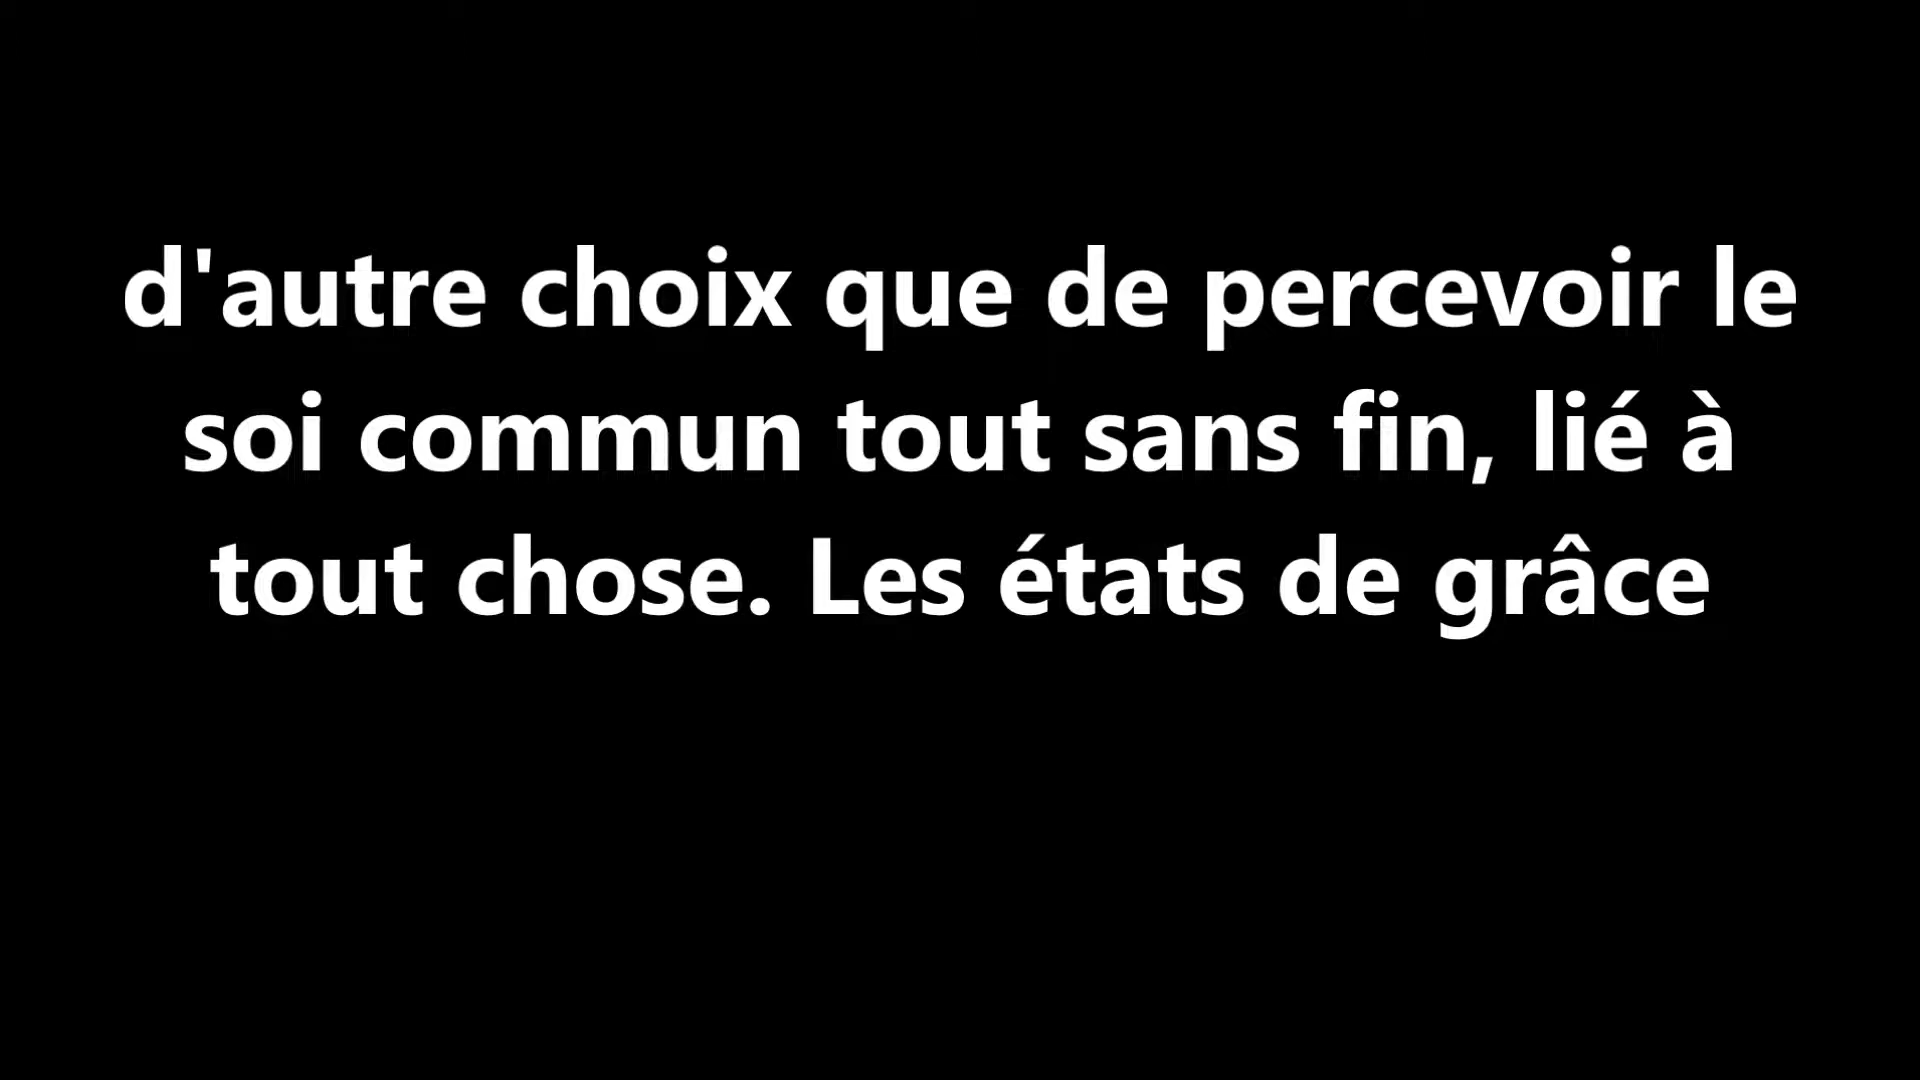 d'autre choix que de percevoir le
soi commun tout sans fin, lié à
tout chose. Les états de grâce